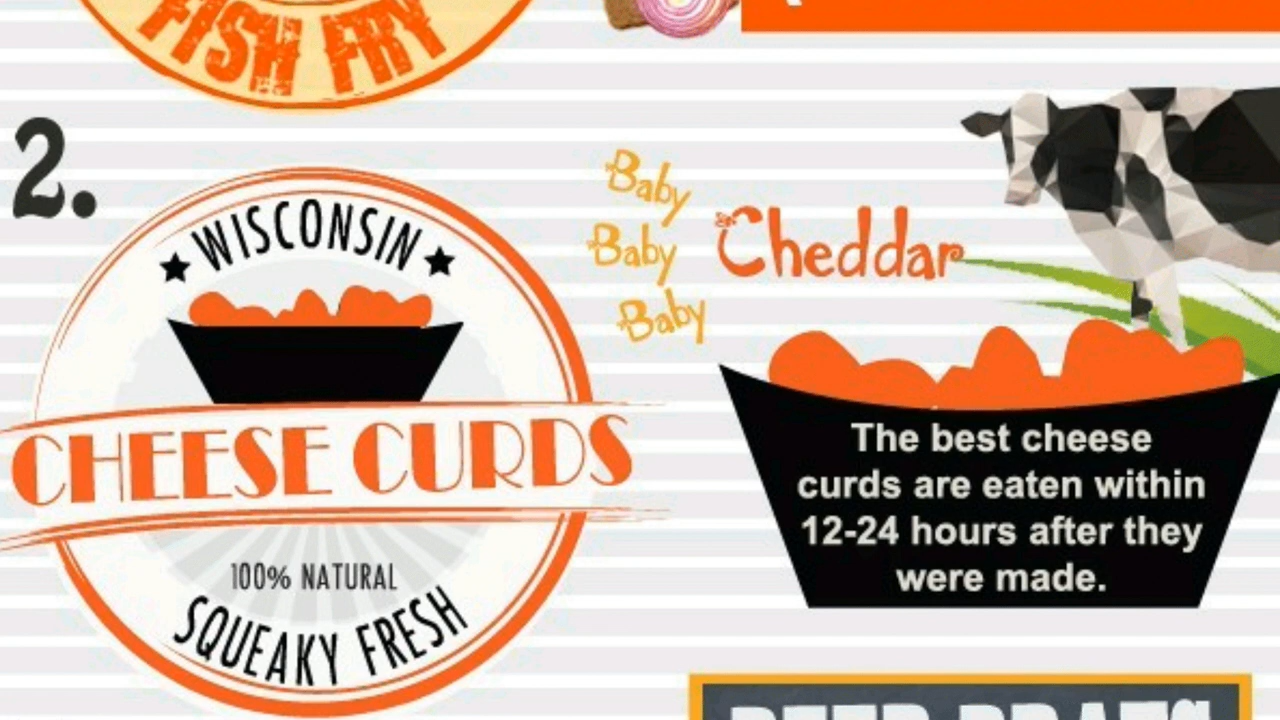 FISH FRY
2.
WISCONSIN
CHEESE CURDS
100% NATURAL
SQUEAKY FRESH
Baby
Baby
Baby
Cheddar
The best cheese
curds are eaten within
12-24 hours after they
were made.